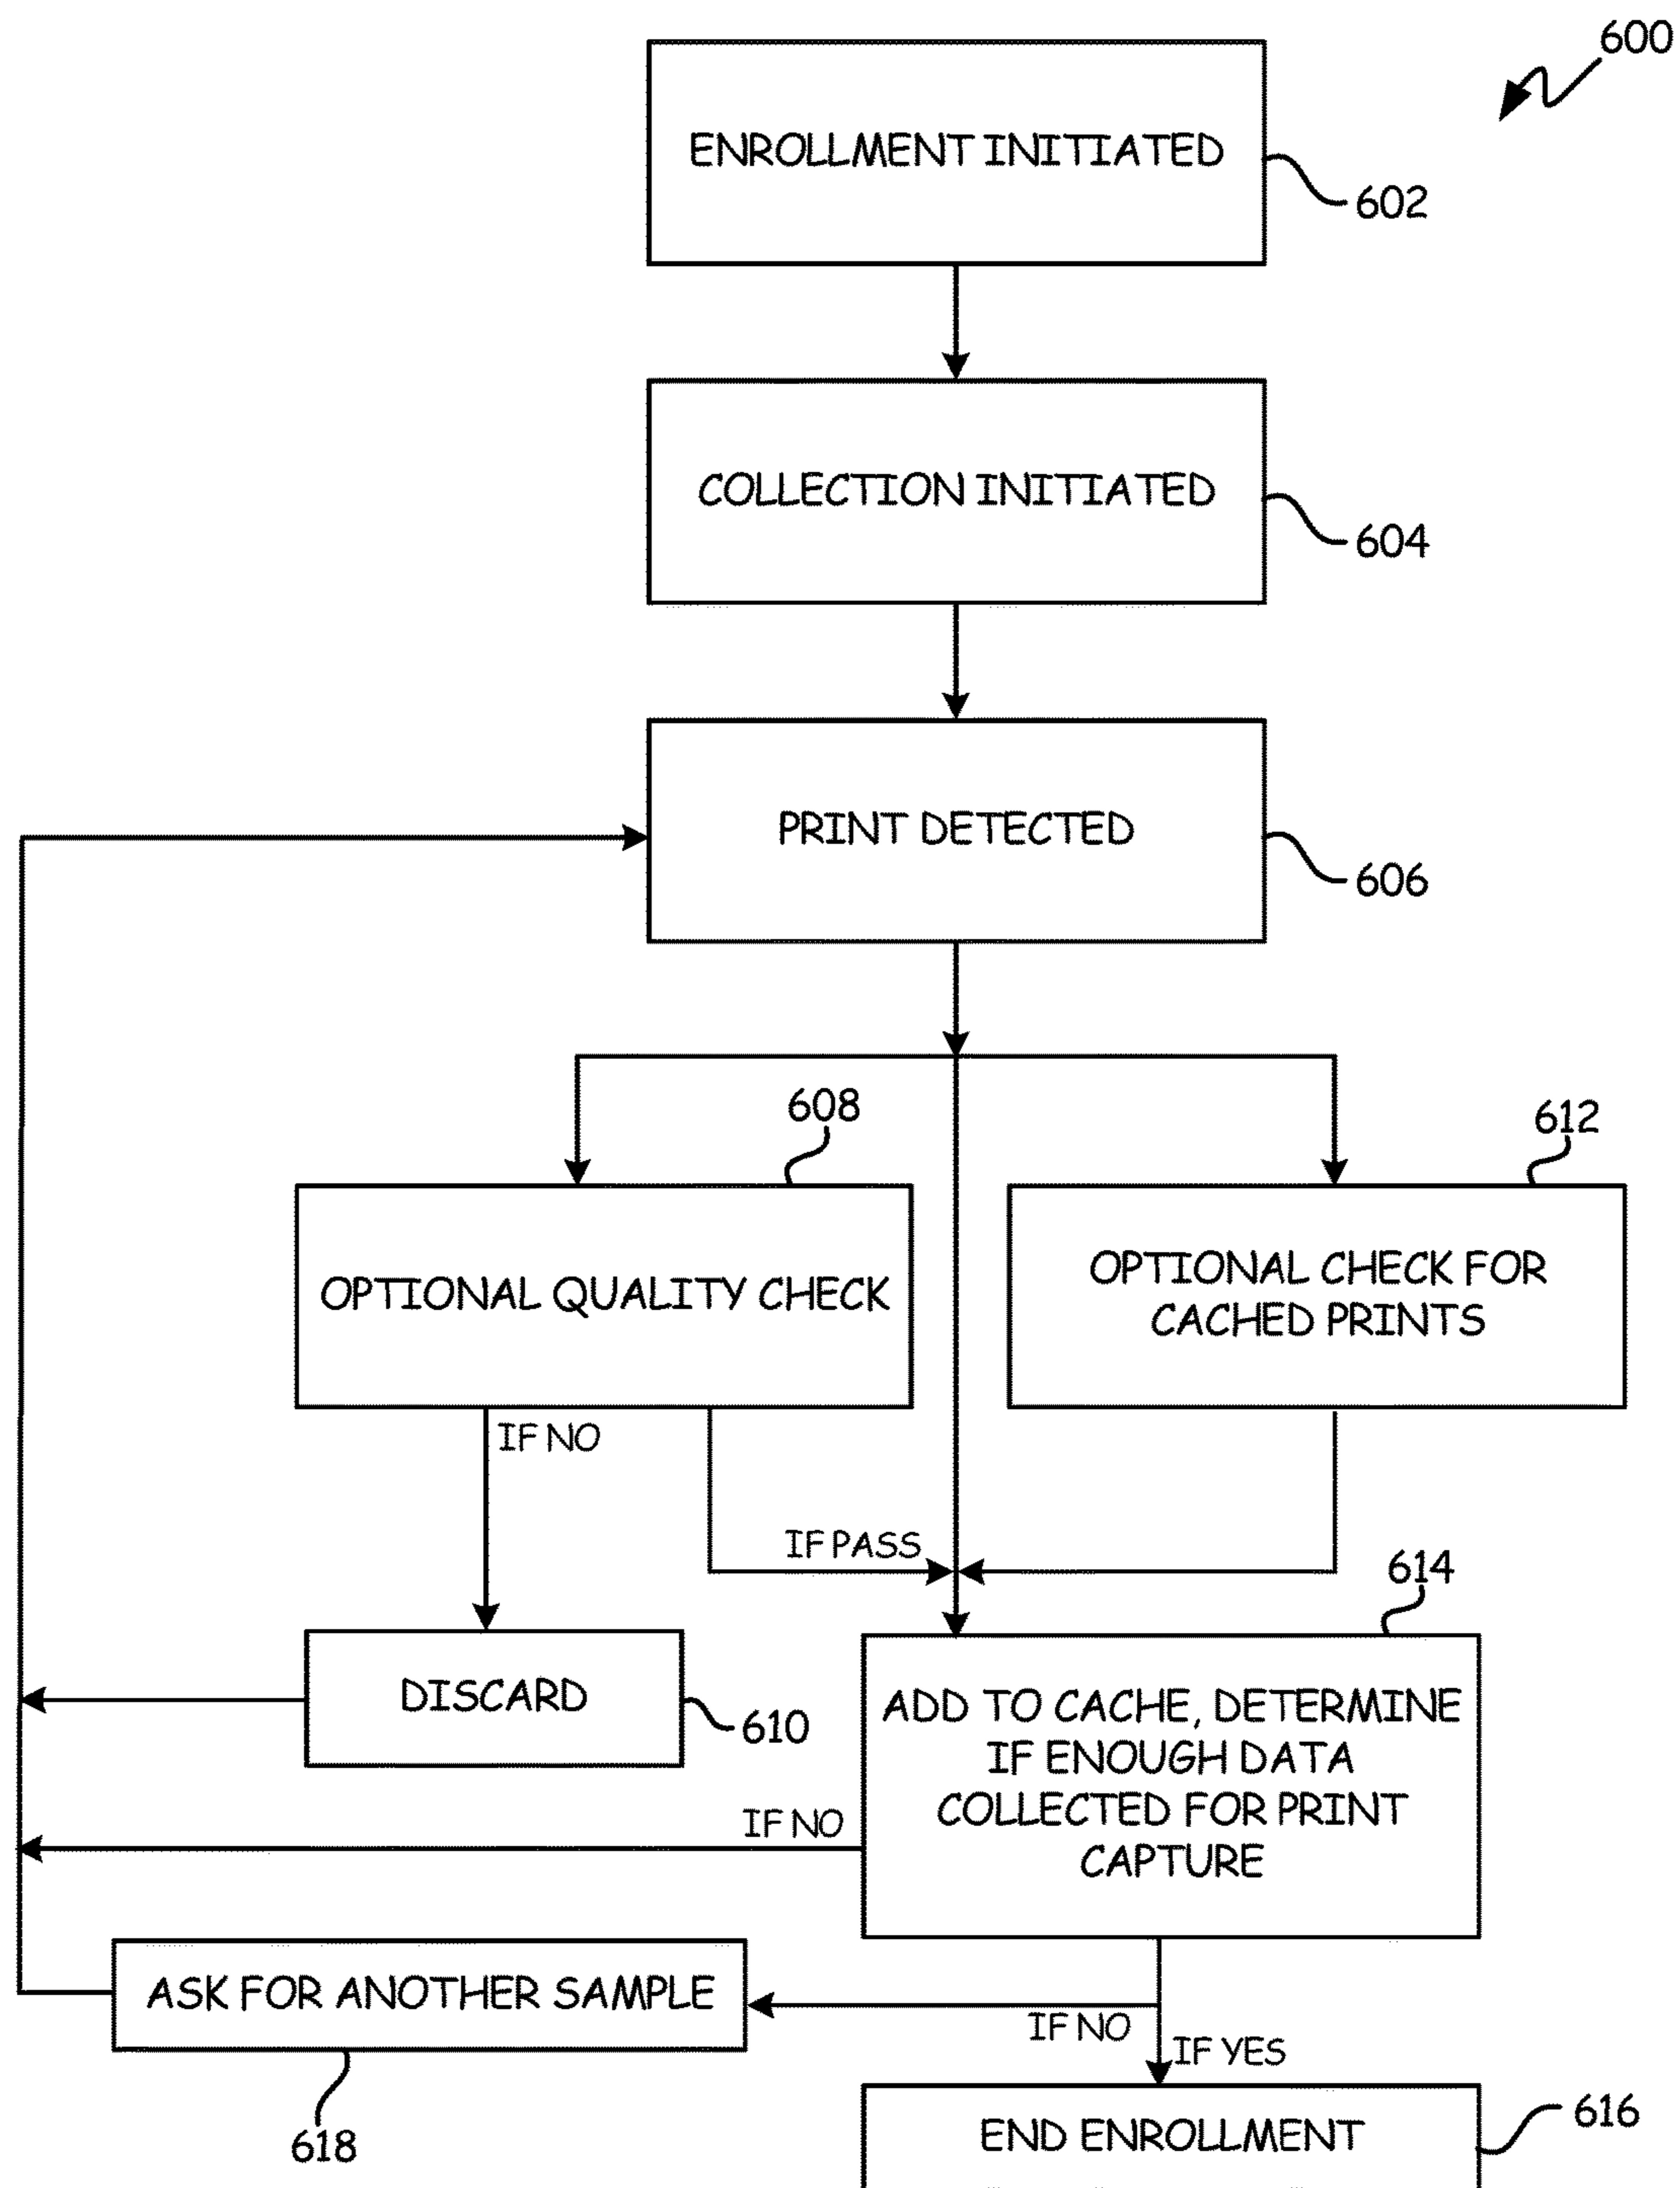 600
ENROLLMENT INITIATED
602
COLLECTION INITIATED
604
PRINT DETECTED
606
608
612
OPTIONAL QUALITY CHECK
OPTIONAL CHECK FOR
CACHED PRINTS
IF NO
IF PASS
614
DISCARD
610
ADD TO CACHE, DETERMINE
IF ENOUGH DATA
COLLECTED FOR PRINT
CAPTURE
IF NO
ASK FOR ANOTHER SAMPLE
IF NO
IF YES
618
END ENROLLMENT
616